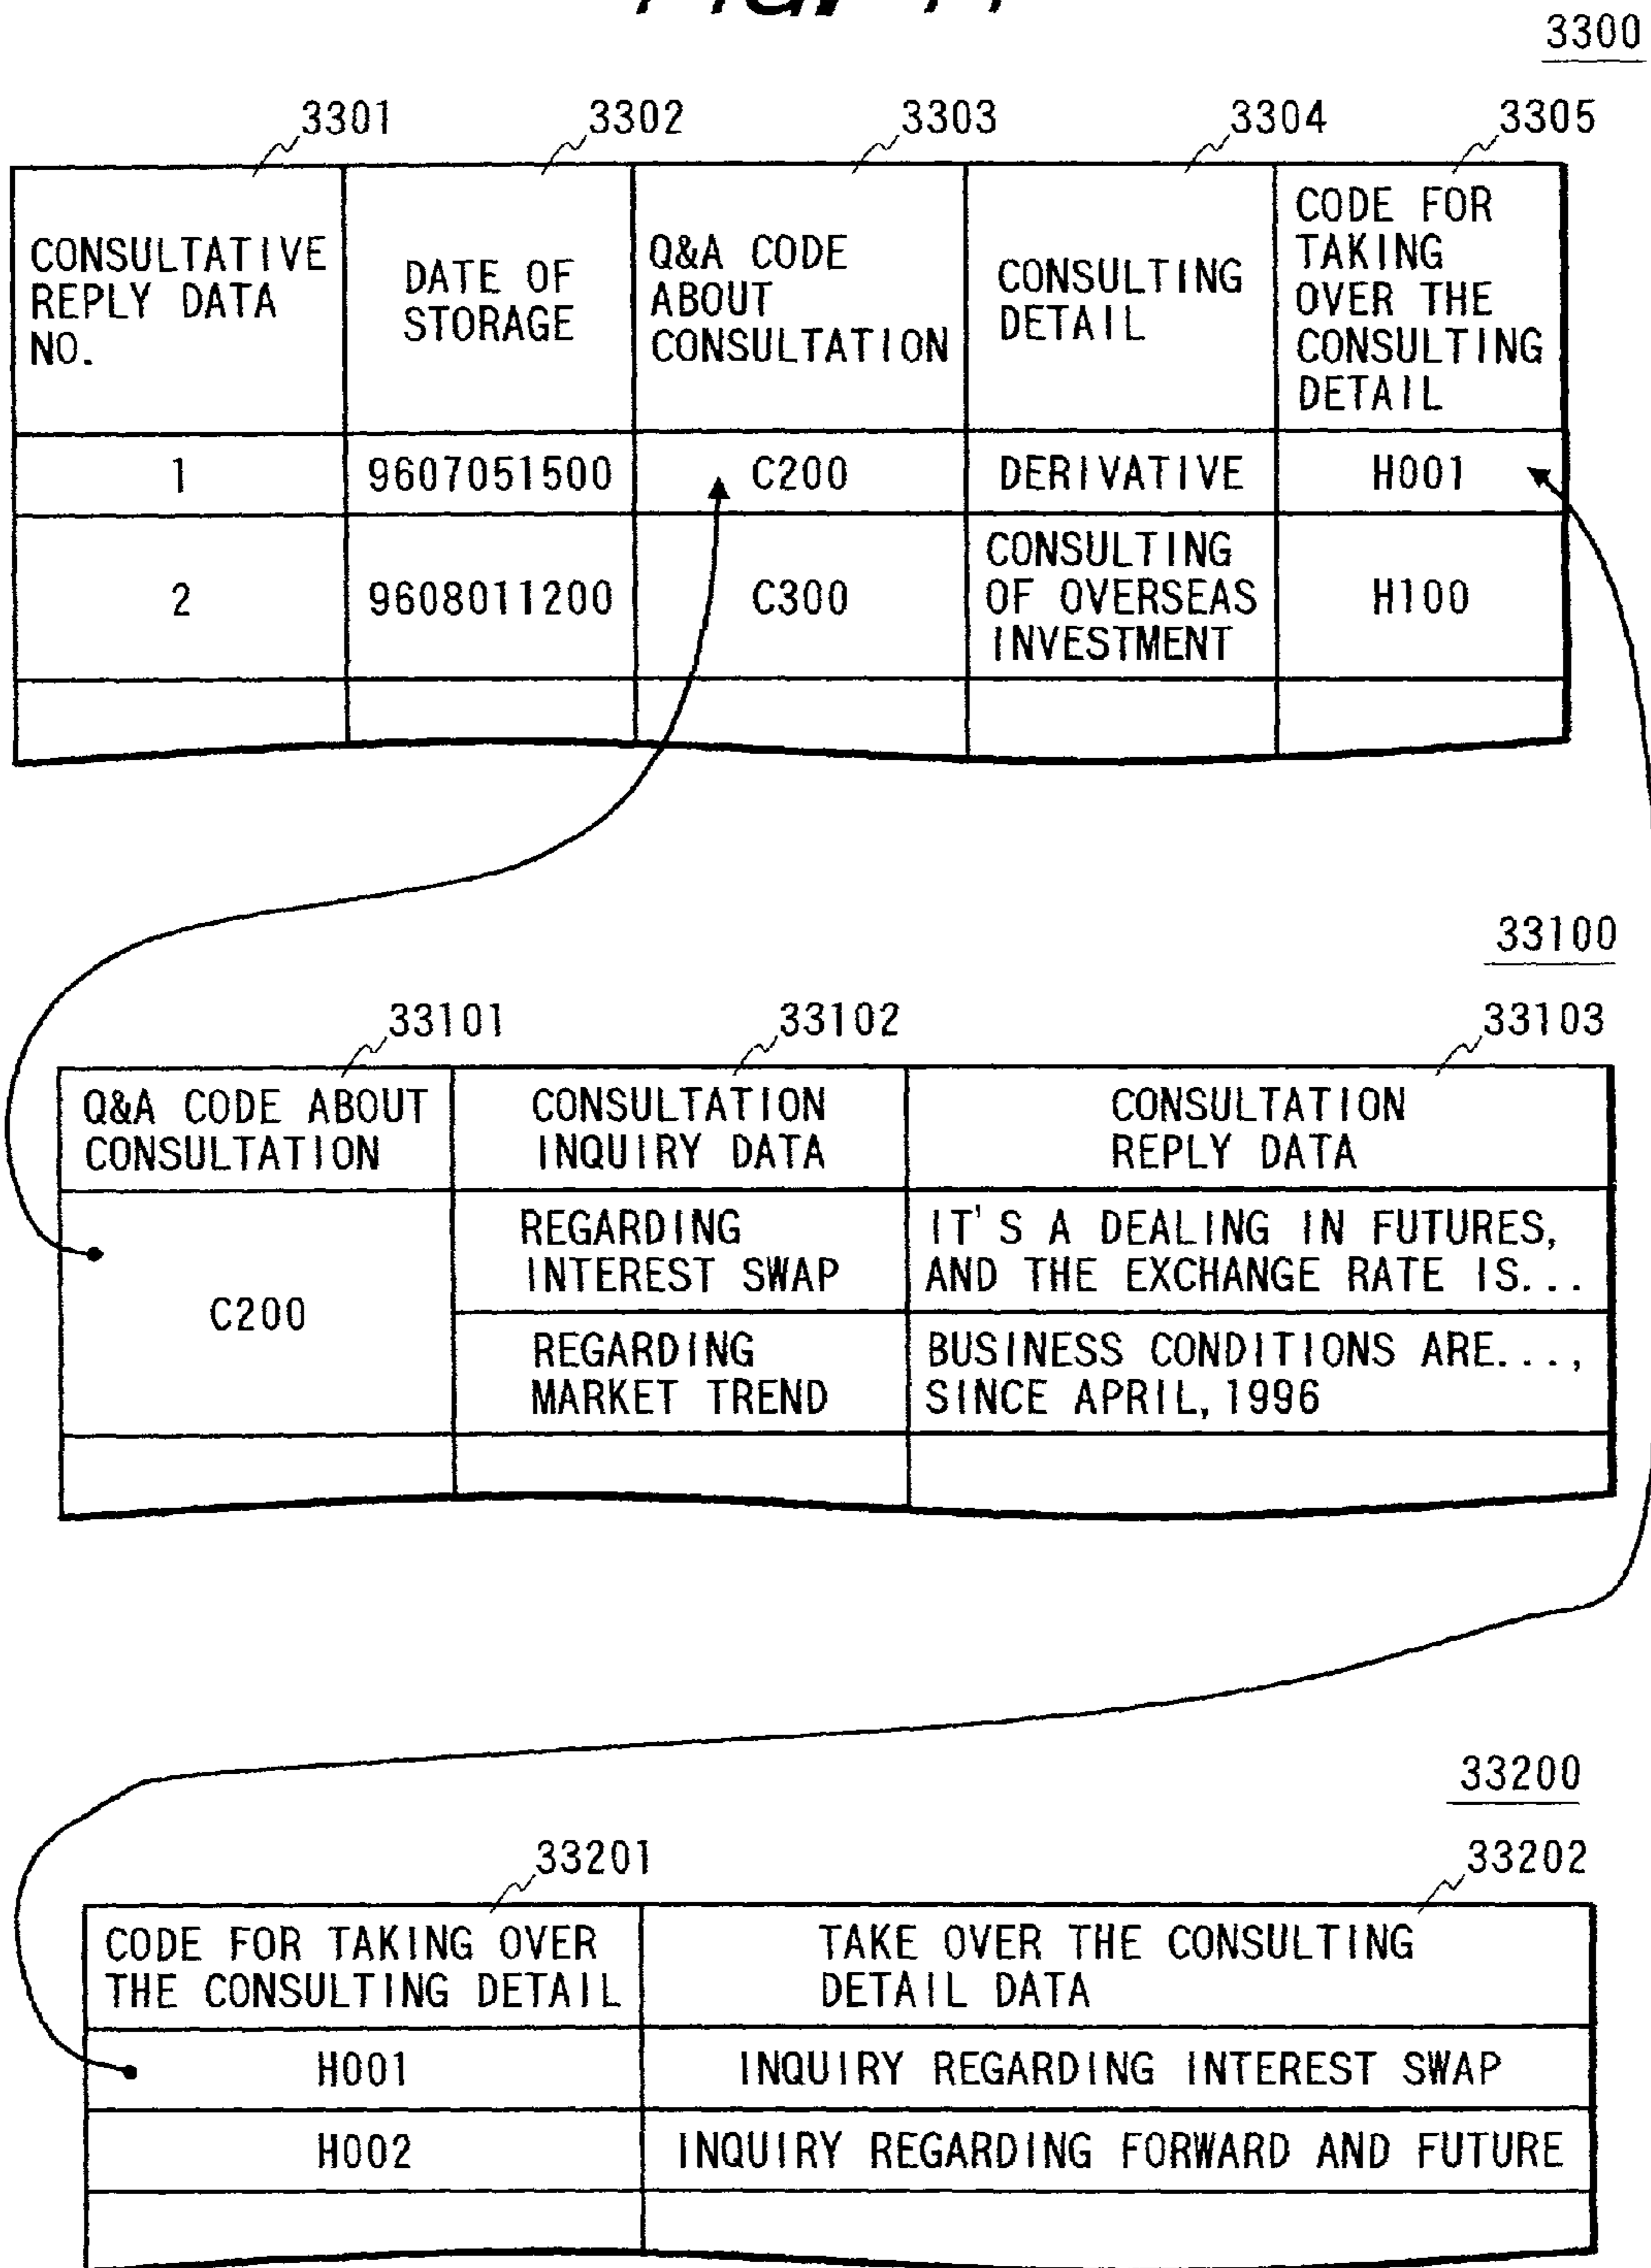 3300
3301 3302 3303 3304 3305
CONSULTATIVE
REPLY DATA
NO.
DATE OF
STORAGE
Q&A CODE
ABOUT
CONSULTATION
CONSULTING
DETAIL
CODE FOR
TAKING
OVER THE
CONSULTING
DETAIL
1 9607051500 C200 DERIVATIVE H001
2 9608011200 C300
CONSULTING
OF OVERSEAS
INVESTMENT
H100
33100
33101 33102 33103
Q&A CODE ABOUT
CONSULTATION
CONSULTATION
INQUIRY DATA
CONSULTATION
REPLY DATA
C200
REGARDING
INTEREST SWAP
IT'S A DEALING IN FUTURES,
AND THE EXCHANGE RATE IS...
REGARDING
MARKET TREND
BUSINESS CONDITIONS ARE...,
SINCE APRIL, 1996
33200
33201 33202
CODE FOR TAKING OVER
THE CONSULTING DETAIL
TAKE OVER THE CONSULTING
DETAIL DATA
H001 INQUIRY REGARDING INTEREST SWAP
H002 INQUIRY REGARDING FORWARD AND FUTURE